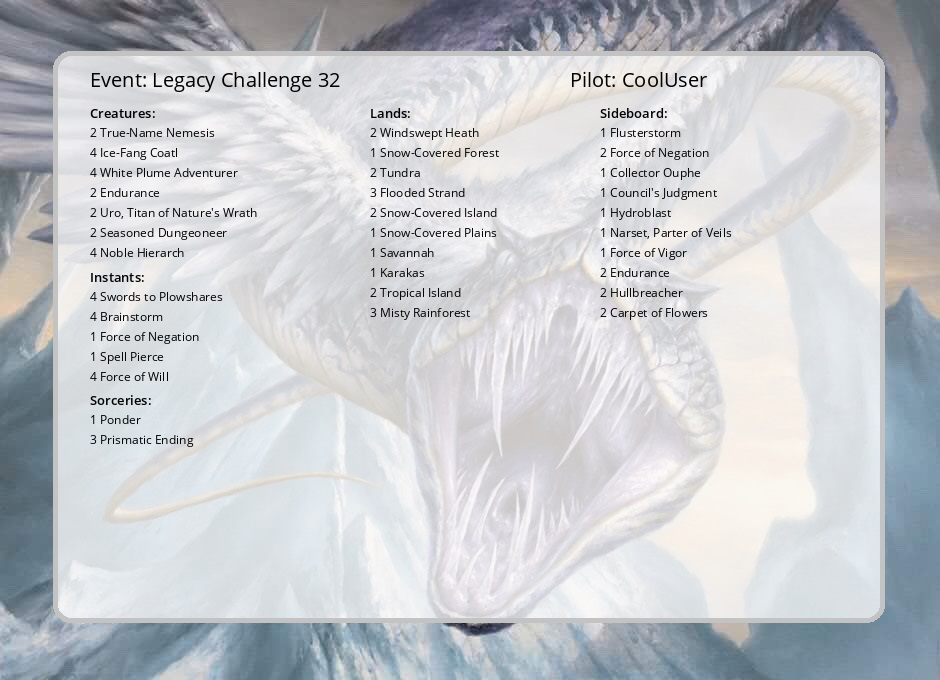 Event: Legacy Challenge 32
Pilot: CoolUser
Creatures:
2 True-Name Nemesis
4 Ice-Fang Coatl
4 White Plume Adventurer
2 Endurance
2 Uro, Titan of Nature's Wrath
2 Seasoned Dungeoneer
4 Noble Hierarch
Instants:
4 Swords to Plowshares
4 Brainstorm
1 Force of Negation
1 Spell Pierce
4 Force of Will
Sorceries:
1 Ponder
3 Prismatic Ending
Lands:
2 Windswept Heath
1 Snow-Covered Forest
2 Tundra
3 Flooded Strand
2 Snow-Covered Island
1 Snow-Covered Plains
1 Savannah
1 Karakas
2 Tropical Island
3 Misty Rainforest
Sideboard:
1 Flusterstorm
2 Force of Negation
1 Collector Ouphe
1 Council's Judgment
1 Hydroblast
1 Narset, Parter of Veils
1 Force of Vigor
2 Endurance
2 Hullbreacher
2 Carpet of Flowers